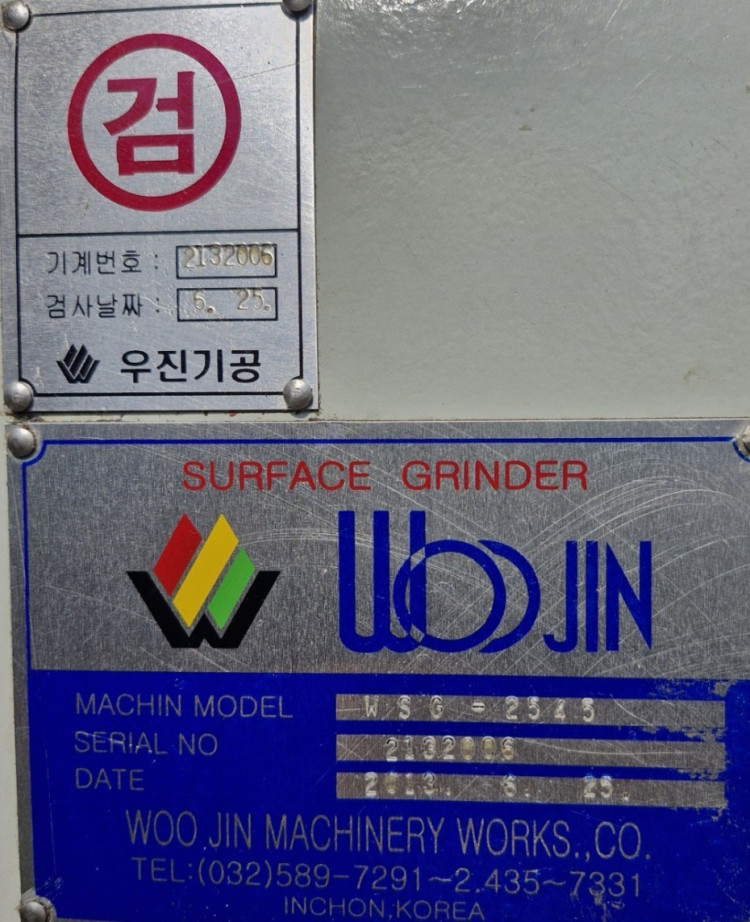 검
기계번호 : 2132006
검사날짜 : 6. 25.
우진기공
SURFACE GRINDER
WOO JIN
MACHIN MODEL WSG-2545
SERIAL NO 2132006
DATE 2013. 6. 25.
WOO JIN MACHINERY WORKS.,CO.
TEL:(032)589-7291~2.435~7331
INCHON,KOREA